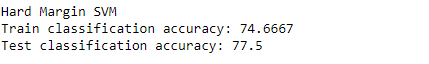 Hard Margin SVM
Train classification accuracy: 74.6667
Test classification accuracy: 77.5